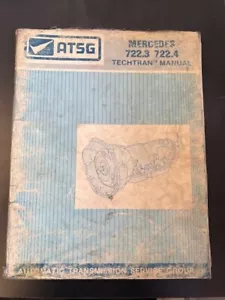 ATSG
MERCEDES
722.3 722.4
TECHTRAN MANUAL
AUTOMATIC TRANSMISSION SERVICE GROUP